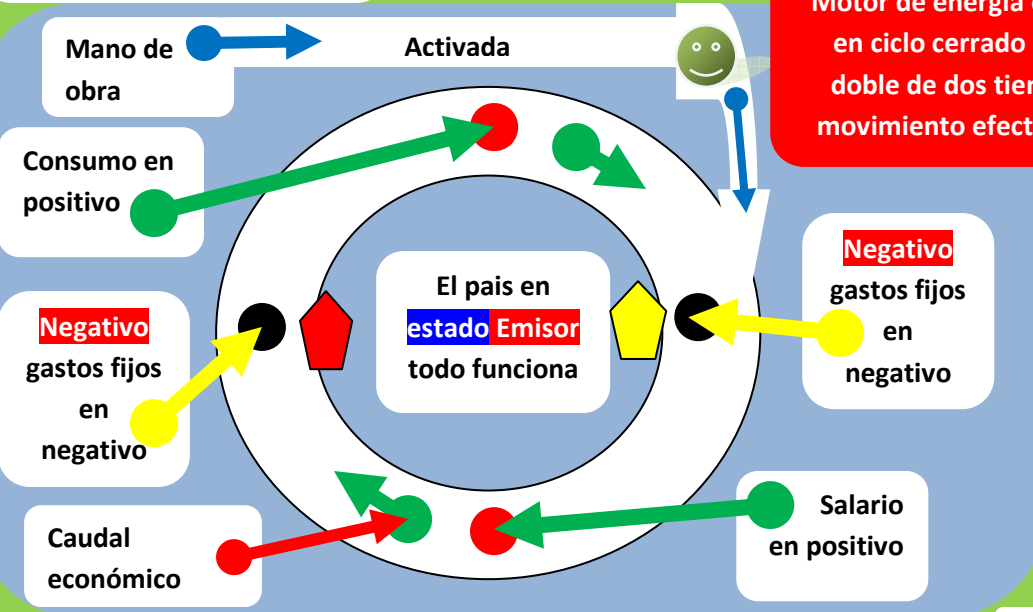 Mano de
obra
Activada
Motor de energía
en ciclo cerrado
doble de dos
movimiento
Consumo en
positivo
Negativo
gastos fijos
en
negativo
El pais en
estado Emisor
todo funciona
Negativo
gastos fijos
en
negativo
Caudal
económico
Salario
en positivo